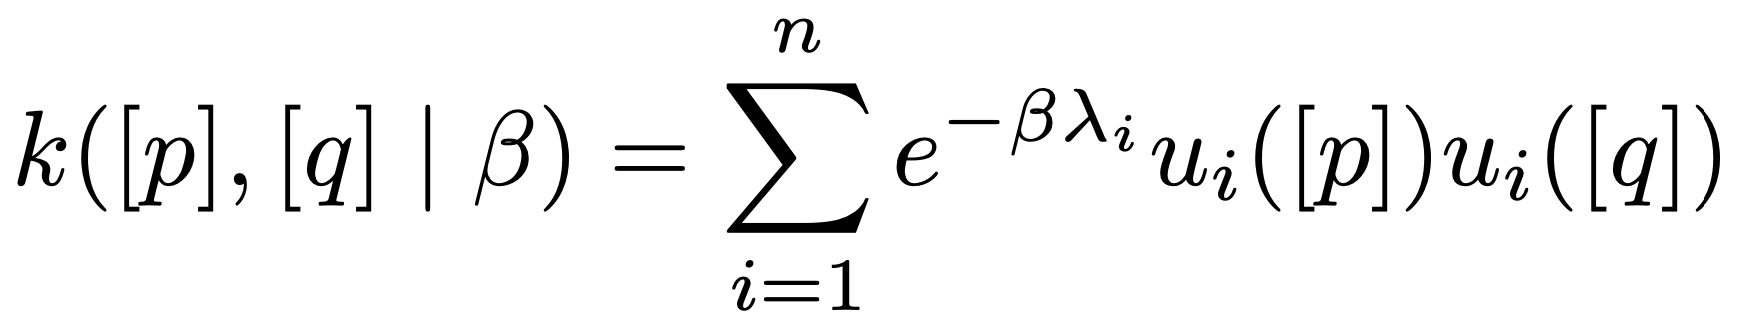 k([p], [q] | β) = ∑_{i=1}^{n} e^{−βλ_i} u_i([p]) u_i([q])